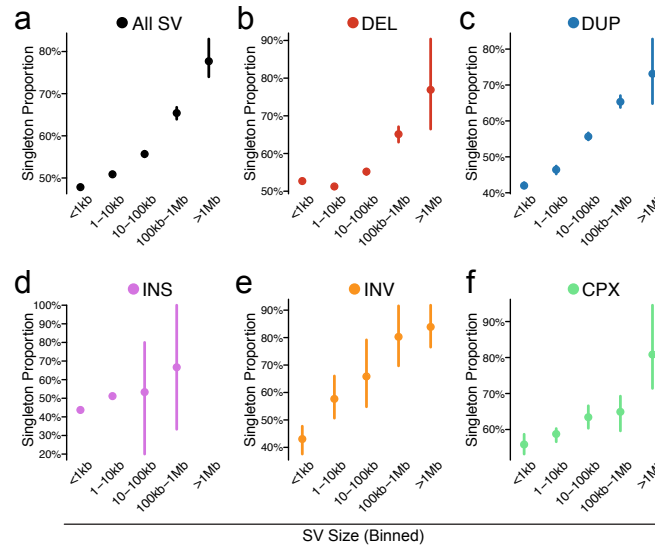 a
All SV
Singleton Proportion
80%
70%
60%
50%
<1kb
1–10kb
10–100kb
100kb–1Mb
>1Mb
b
DEL
Singleton Proportion
90%
80%
70%
60%
50%
<1kb
1–10kb
10–100kb
100kb–1Mb
>1Mb
c
DUP
Singleton Proportion
80%
70%
60%
50%
40%
<1kb
1–10kb
10–100kb
100kb–1Mb
>1Mb
d
INS
Singleton Proportion
100%
90%
80%
70%
60%
50%
40%
30%
20%
<1kb
1–10kb
10–100kb
100kb–1Mb
>1Mb
e
INV
Singleton Proportion
90%
80%
70%
60%
50%
40%
<1kb
1–10kb
10–100kb
100kb–1Mb
>1Mb
f
CPX
Singleton Proportion
90%
80%
70%
60%
<1kb
1–10kb
10–100kb
100kb–1Mb
>1Mb
SV Size (Binned)